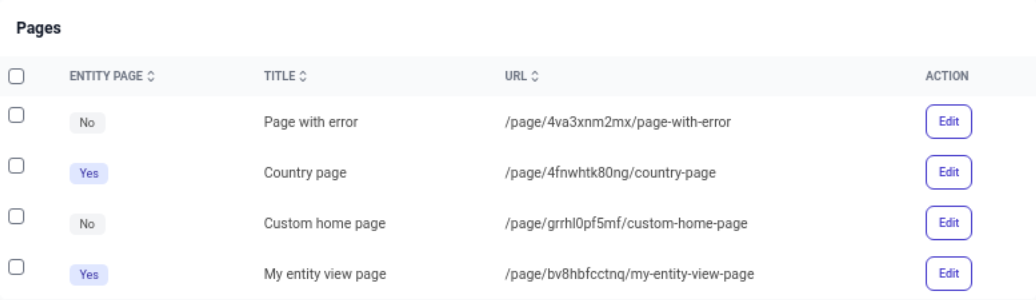 Pages
ENTITY PAGE TITLE URL ACTION
No Page with error /page/4va3xnm2mx/page-with-error Edit
Yes Country page /page/4fnwhtk80ng/country-page Edit
No Custom home page /page/grrhl0pf5mf/custom-home-page Edit
Yes My entity view page /page/bv8hbfcctnq/my-entity-view-page Edit